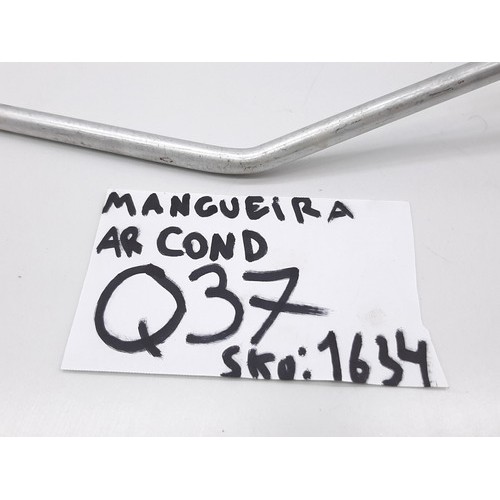 MANGUEIRA
AR COND
Q37
SKU: 1634